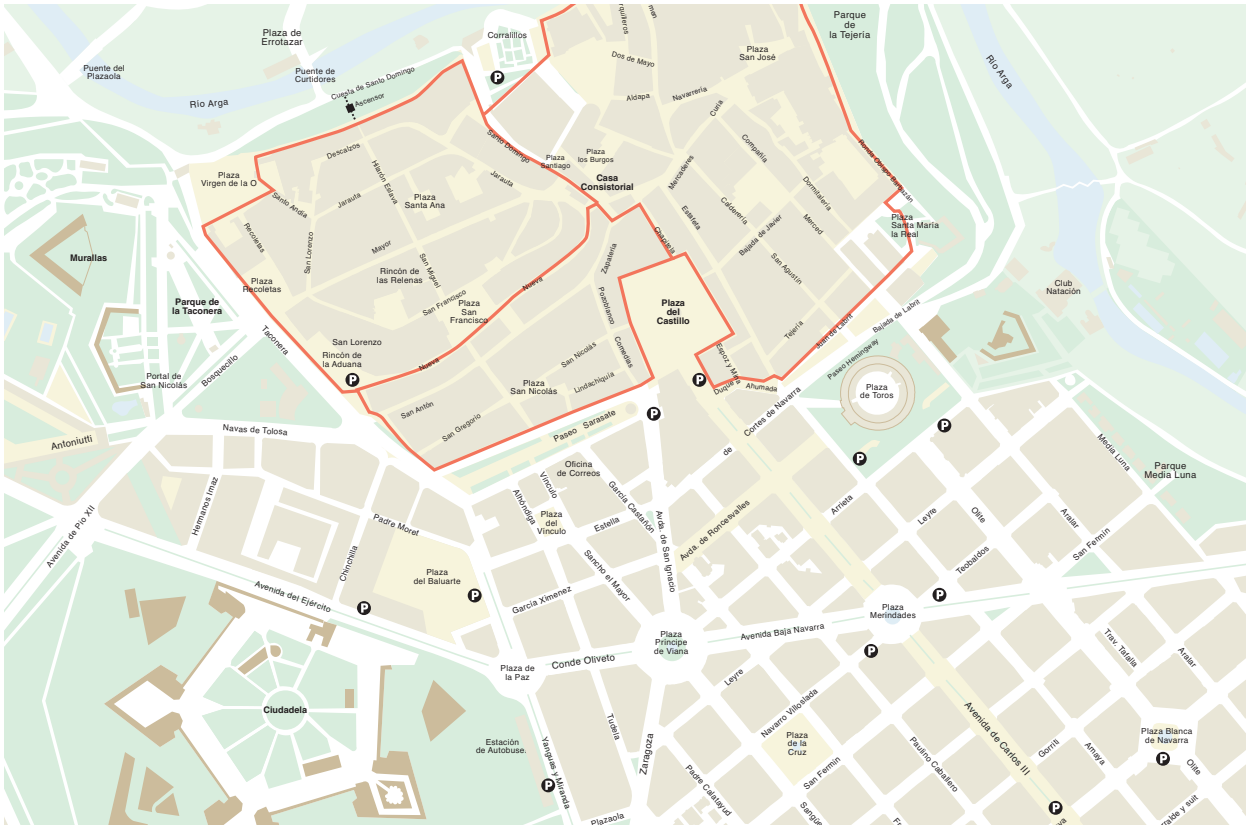 Plaza de
Errotazar
Corralillos
Parque
de
la Tejería
Plaza
San José
Dos de Mayo
Puente del
Plazaola
Puente de
Curtidores
Cuesta de Santo Domingo
Ascensor
Río Arga
Río Arga
P
Aldapa
Navarrería
Curia
Compañía
Santo Domingo
Descalzos
Hilarión Eslava
Plaza
Santiago
Plaza
los Burgos
Casa
Consistorial
Mercaderes
Ronda Obispo Barbazán
Plaza
Virgen de la O
Santo Andía
Jarauta
Jarauta
Plaza
Santa Ana
Dormitalería
Calderería
Estafeta
Merced
Plaza
Santa María
la Real
Recoletas
San Lorenzo
Mayor
Chapitela
Bajada de Javier
San Agustín
Zapatería
Murallas
Rincón de
las Relenas
San Miguel
Nueva
Plaza
Recoletas
San Francisco
Plaza
San
Francisco
Pozoblanco
Plaza
del
Castillo
Club
Natación
Parque de
la Taconera
Taconera
San Lorenzo
Rincón de
la Aduana
Nueva
P
Comedias
San Nicolás
Tejería
Juan de Labrit
Bajada de Labrit
Paseo Hemingway
Bosquecillo
Portal de
San Nicolás
Plaza
San Nicolás
Lindachiquía
Espoz y Mina
Duque
Ahumada
P
Plaza
de Toros
San Antón
San Gregorio
Paseo Sarasate
P
de
Cortes de Navarra
P
P
Antoniutti
Navas de Tolosa
Media Luna
Parque
Media Luna
Oficina
de Correos
Vínculo
Alhóndiga
García Castañón
Plaza
del
Vínculo
Estella
Avda. de San Ignacio
Avda. de Roncesvalles
Arrieta
Leyre
Olite
Aralar
San Fermín
Teobaldos
Avenida de Pío XII
Hermanos Imaz
Padre Moret
Chinchilla
Plaza
del Baluarte
P
Sancho el Mayor
García Ximenez
Avenida del Ejército
P
P
Plaza
Merindades
Plaza
Príncipe
de Viana
Avenida Baja Navarra
P
Plaza de
la Paz
Conde Oliveto
Leyre
Trav. Tafalla
Aralar
Ciudadela
Navarro Villoslada
Avenida de Carlos III
Estación
de Autobuse.
Yanguas y Miranda
P
Tudela
Zaragoza
Plaza
de la
Cruz
San Fermín
Paulino Caballero
Gorriti
Amaya
Plaza Blanca
de Navarra
P
Olite
Padre Calatayud
P
Plazaola